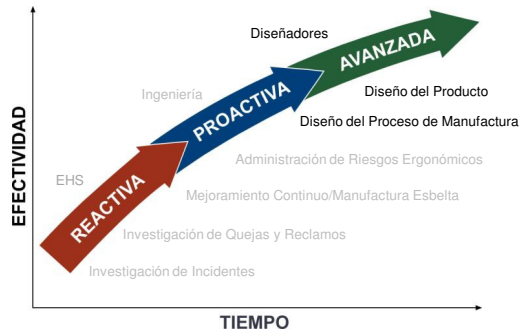 Diseñadores
AVANZADA
Ingeniería
Diseño del Producto
PROACTIVA
Diseño del Proceso de Manufactura
Administración de Riesgos Ergonómicos
EHS
Mejoramiento Continuo/Manufactura Esbelta
REACTIVA
Investigación de Quejas y Reclamos
Investigación de Incidentes
EFECTIVIDAD
TIEMPO